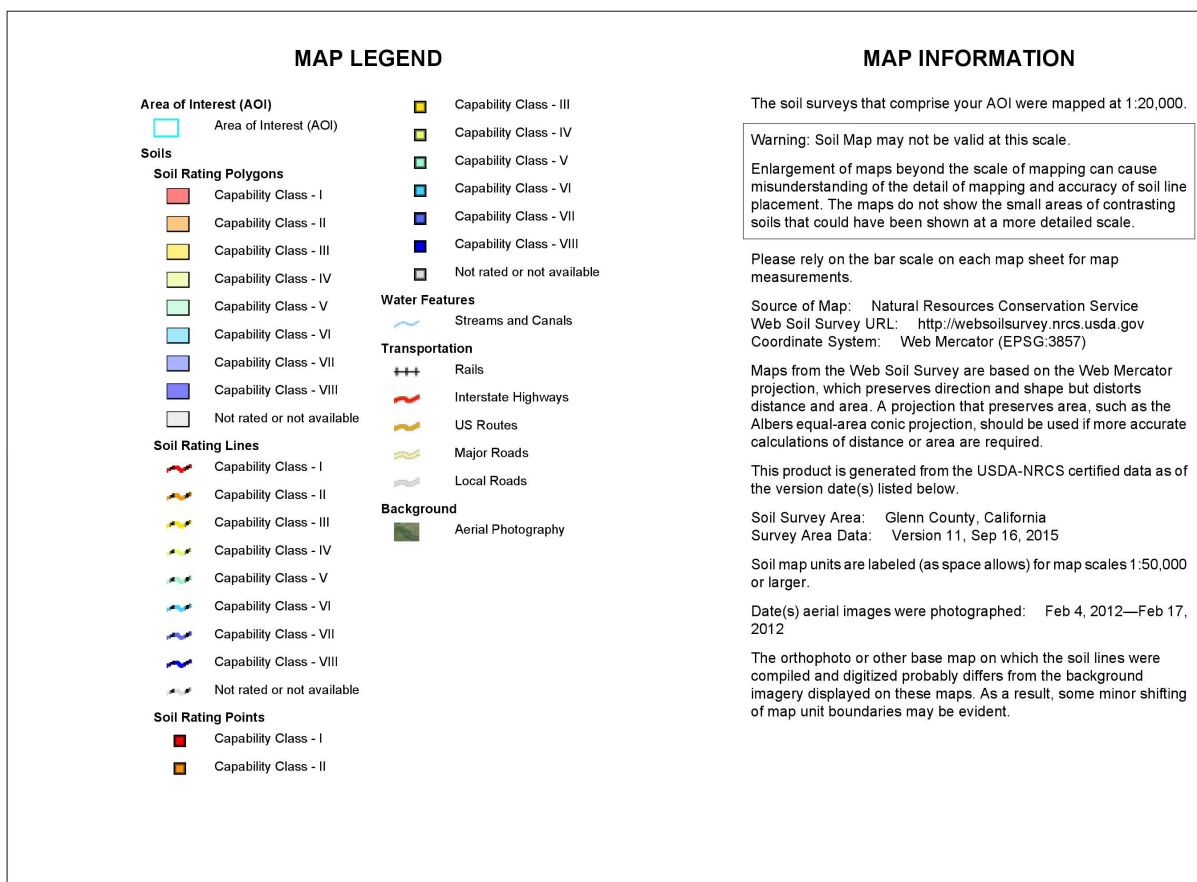 MAP LEGEND
Area of Interest (AOI)
Area of Interest (AOI)
Soils
Soil Rating Polygons
Capability Class - I
Capability Class - II
Capability Class - III
Capability Class - IV
Capability Class - V
Capability Class - VI
Capability Class - VII
Capability Class - VIII
Not rated or not available
Soil Rating Lines
Capability Class - I
Capability Class - II
Capability Class - III
Capability Class - IV
Capability Class - V
Capability Class - VI
Capability Class - VII
Capability Class - VIII
Not rated or not available
Soil Rating Points
Capability Class - I
Capability Class - II
Capability Class - III
Capability Class - IV
Capability Class - V
Capability Class - VI
Capability Class - VII
Capability Class - VIII
Not rated or not available
Water Features
Streams and Canals
Transportation
Rails
Interstate Highways
US Routes
Major Roads
Local Roads
Background
Aerial Photography
MAP INFORMATION
The soil surveys that comprise your AOI were mapped at 1:20,000.
Warning: Soil Map may not be valid at this scale.
Enlargement of maps beyond the scale of mapping can cause
misunderstanding of the detail of mapping and accuracy of soil line
placement. The maps do not show the small areas of contrasting
soils that could have been shown at a more detailed scale.
Please rely on the bar scale on each map sheet for map
measurements.
Source of Map: Natural Resources Conservation Service
Web Soil Survey URL: http://websoilsurvey.nrcs.usda.gov
Coordinate System: Web Mercator (EPSG:3857)
Maps from the Web Soil Survey are based on the Web Mercator
projection, which preserves direction and shape but distorts
distance and area. A projection that preserves area, such as the
Albers equal-area conic projection, should be used if more accurate
calculations of distance or area are required.
This product is generated from the USDA-NRCS certified data as of
the version date(s) listed below.
Soil Survey Area: Glenn County, California
Survey Area Data: Version 11, Sep 16, 2015
Soil map units are labeled (as space allows) for map scales 1:50,000
or larger.
Date(s) aerial images were photographed: Feb 4, 2012—Feb 17,
2012
The orthophoto or other base map on which the soil lines were
compiled and digitized probably differs from the background
imagery displayed on these maps. As a result, some minor shifting
of map unit boundaries may be evident.